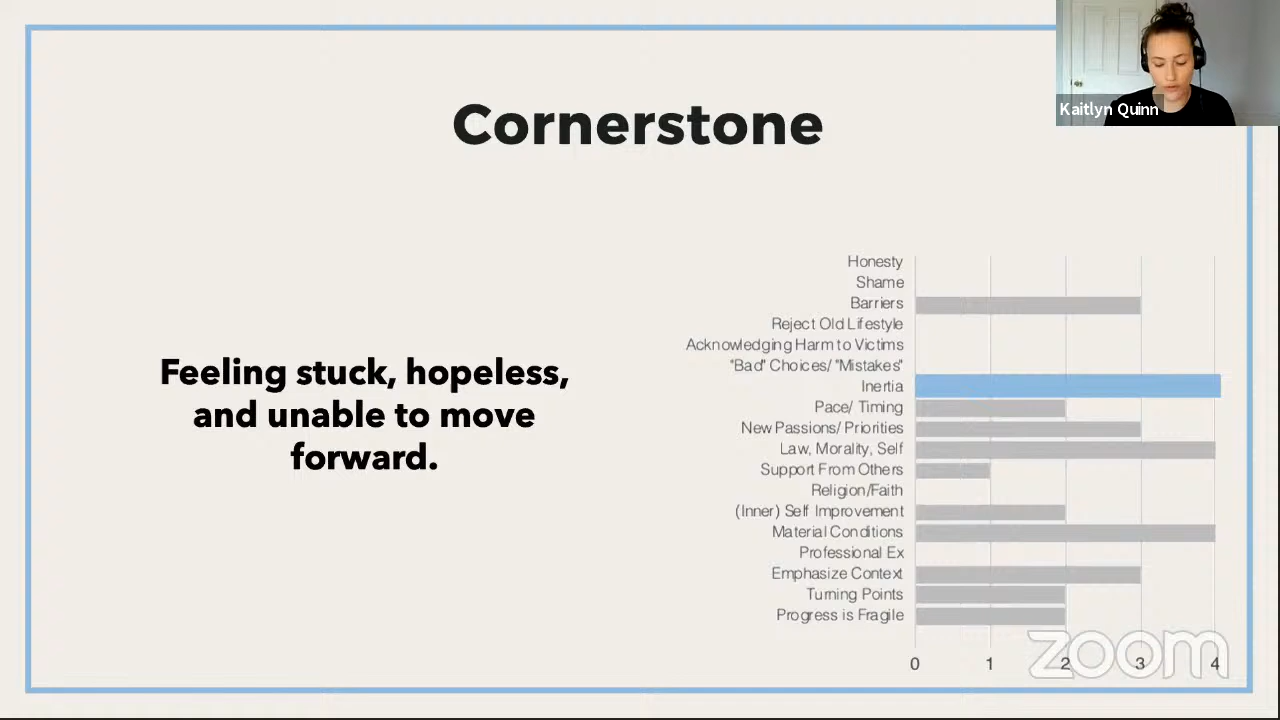 Kaitlyn Quinn
Cornerstone
Feeling stuck, hopeless,
and unable to move
forward.
Honesty
Shame
Barriers
Reject Old Lifestyle
Acknowledging Harm to Victims
"Bad" Choices/ "Mistakes"
Inertia
Pace/ Timing
New Passions/ Priorities
Law, Morality, Self
Support From Others
Religion/Faith
(Inner) Self Improvement
Material Conditions
Professional Ex
Emphasize Context
Turning Points
Progress is Fragile
0 1 2 3 4
zoom